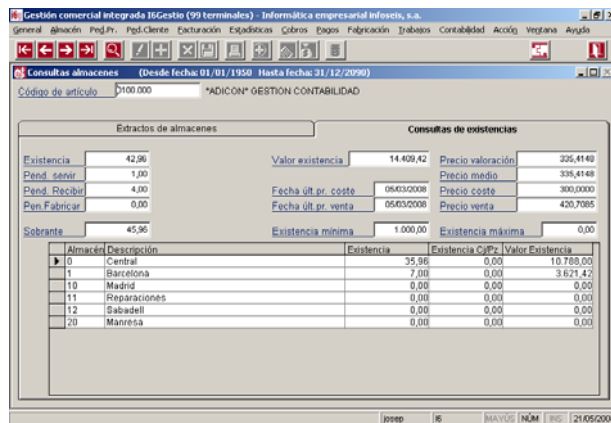 Gestión comercial integrada I6Gestio (99 terminales) - Informática empresarial infoseis, s.a.
General Almacén Ped.Pr. Ped.Cliente Facturación Estadísticas Cobros Pagos Fabricación Trabajos Contabilidad Acción Ventana Ayuda
Consultas almacenes (Desde fecha: 01/01/1950 Hasta fecha: 31/12/2090)
Código de artículo 0100.000 *ADICON* GESTION CONTABILIDAD
Extractos de almacenes Consultas de existencias
Existencia 42,96 Valor existencia 14.409,42 Precio valoración 335,4148
Pend. servir 1,00 Precio medio 335,4148
Pend. Recibir 4,00 Fecha últ.pr. coste 05/03/2008 Precio coste 300,0000
Pen.Fabricar 0,00 Fecha últ.pr. venta 05/03/2008 Precio venta 420,7085
Sobrante 45,96 Existencia mínima 1.000,00 Existencia máxima 0,00
Almacén Descripción Existencia Existencia Cj/Pz Valor Existencia
0 Central 35,96 0,00 10.788,00
1 Barcelona 7,00 0,00 3.621,42
10 Madrid 0,00 0,00 0,00
11 Reparaciones 0,00 0,00 0,00
12 Sabadell 0,00 0,00 0,00
20 Manresa 0,00 0,00 0,00
josep I6 MAYÚS NÚM INS 21/05/200